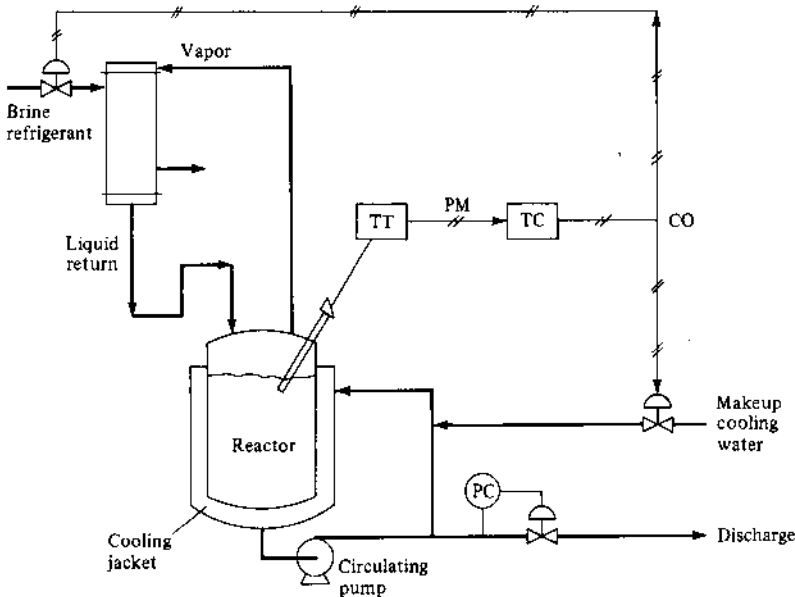 Vapor
Brine
refrigerant
TT
PM
TC
CO
Liquid
return
Reactor
Makeup
cooling
water
PC
Cooling
jacket
Circulating
pump
Discharge